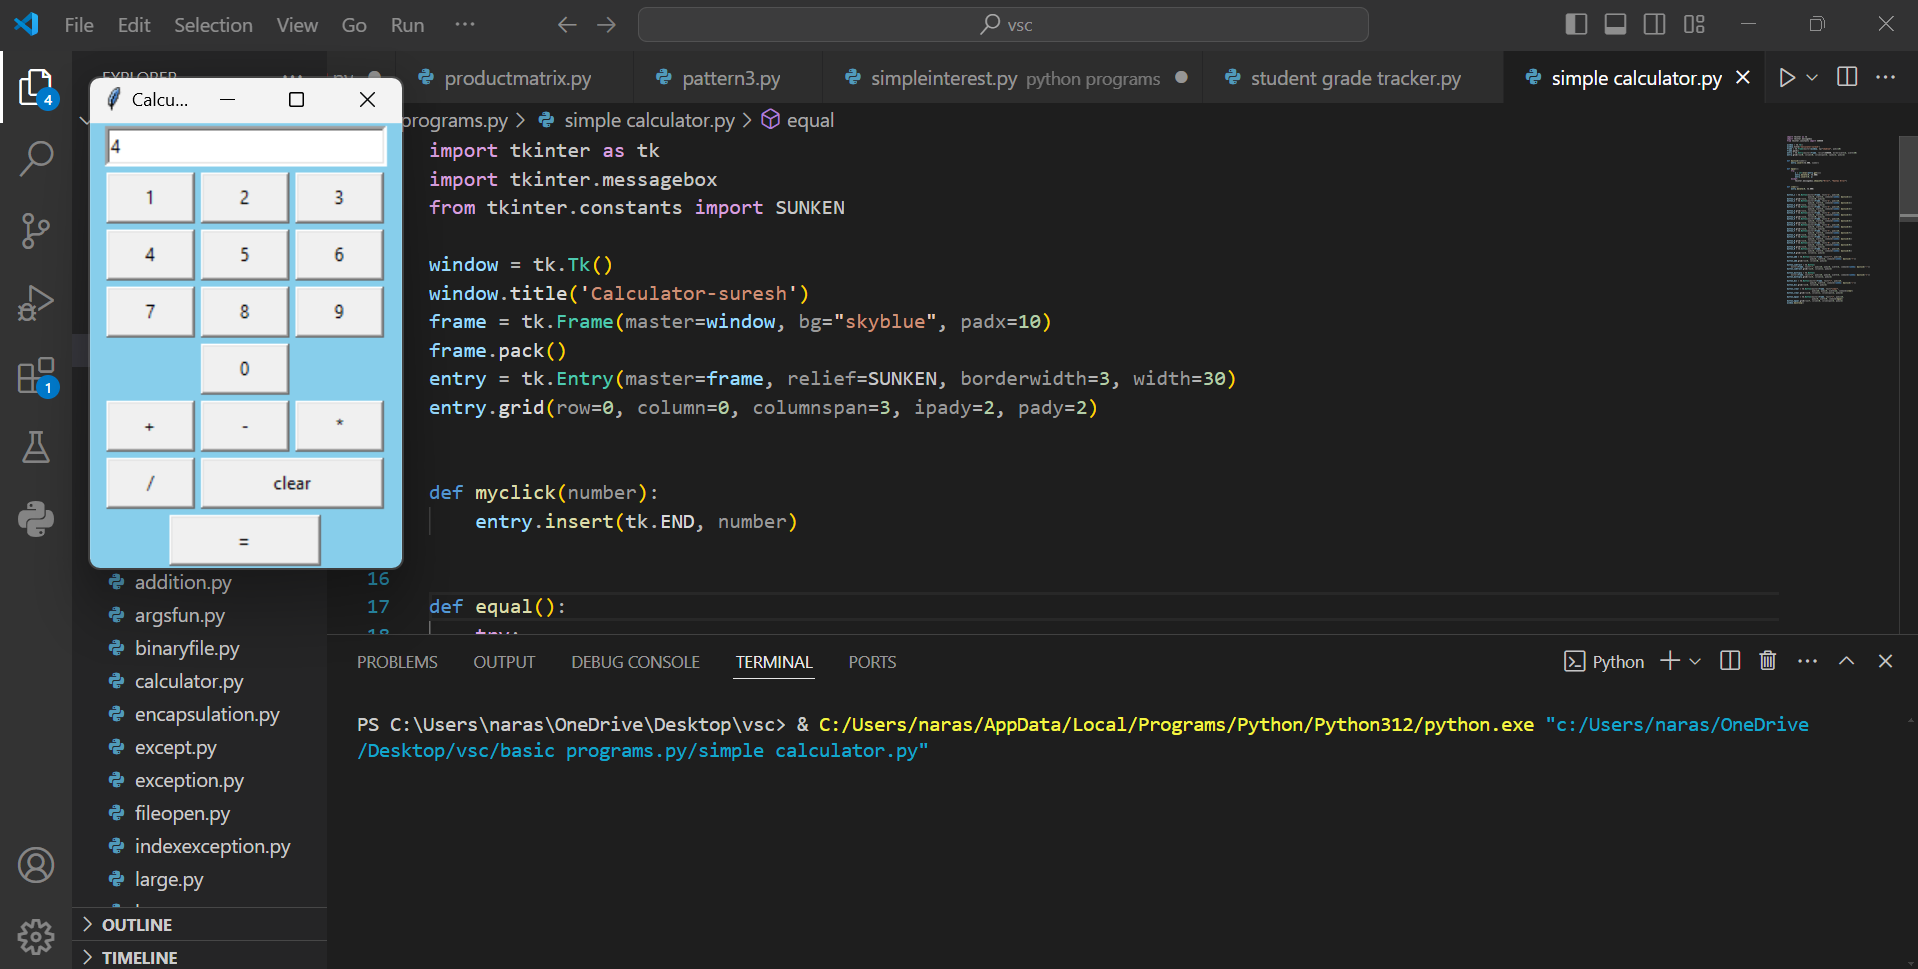 File Edit Selection View Go Run ···
vsc
EXPLORER ···
4
1
py
productmatrix.py
pattern3.py
simpleinterest.py python programs
student grade tracker.py
simple calculator.py
programs.py > simple calculator.py > equal
Calcu...
4
1 2 3
4 5 6
7 8 9
0
+ - *
/ clear
=
import tkinter as tk
import tkinter.messagebox
from tkinter.constants import SUNKEN
window = tk.Tk()
window.title('Calculator-suresh')
frame = tk.Frame(master=window, bg="skyblue", padx=10)
frame.pack()
entry = tk.Entry(master=frame, relief=SUNKEN, borderwidth=3, width=30)
entry.grid(row=0, column=0, columnspan=3, ipady=2, pady=2)
def myclick(number):
entry.insert(tk.END, number)
16
17 def equal():
18 try:
addition.py
argsfun.py
binaryfile.py
calculator.py
encapsulation.py
except.py
exception.py
fileopen.py
indexexception.py
large.py
OUTLINE
TIMELINE
PROBLEMS OUTPUT DEBUG CONSOLE TERMINAL PORTS
Python
PS C:\Users\naras\OneDrive\Desktop\vsc> & C:/Users/naras/AppData/Local/Programs/Python/Python312/python.exe "c:/Users/naras/OneDrive
/Desktop/vsc/basic programs.py/simple calculator.py"